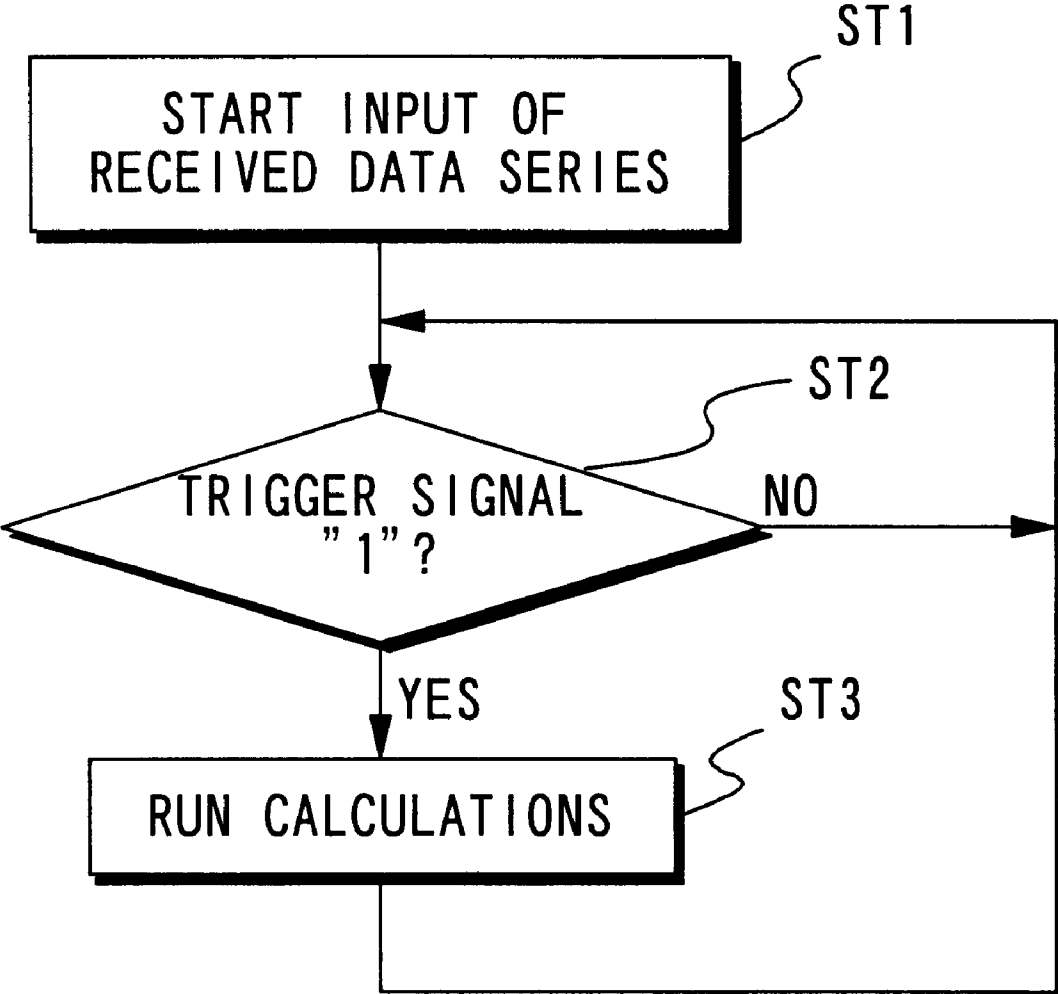 ST1
START INPUT OF
RECEIVED DATA SERIES
ST2
TRIGGER SIGNAL
"1"?
NO
YES
ST3
RUN CALCULATIONS